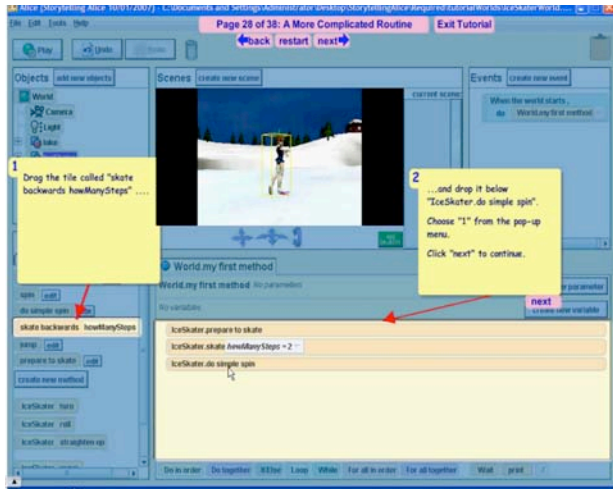 Alice (Storytelling Alice 10/01/2007) - C:\Documents and Settings\Administrator\Desktop\StorytellingAlice\Required\tutorialWorlds\IceSkaterWorld....
File Edit Tools Help
Page 28 of 38: A More Complicated Routine
Exit Tutorial
back restart next
Play
Undo
Objects add new objects
Scenes create new scene
Events create new event
World
Camera
Light
lake
current scene:
When the world starts,
do World.my first method
1
Drag the tile called "skate
backwards howManySteps" ....
2
...and drop it below
"IceSkater.do simple spin".
Choose "1" from the pop-up
menu.
Click "next" to continue.
next
World.my first method
World.my first method No parameters
parameter
No variables
create new variable
spin edit
do simple spin
skate backwards howManySteps
jump edit
prepare to skate edit
create new method
IceSkater turn
IceSkater roll
IceSkater straighten up
IceSkater.prepare to skate
IceSkater.skate howManySteps = 2
IceSkater.do simple spin
Do in order Do together If/Else Loop While For all in order For all together Wait print //